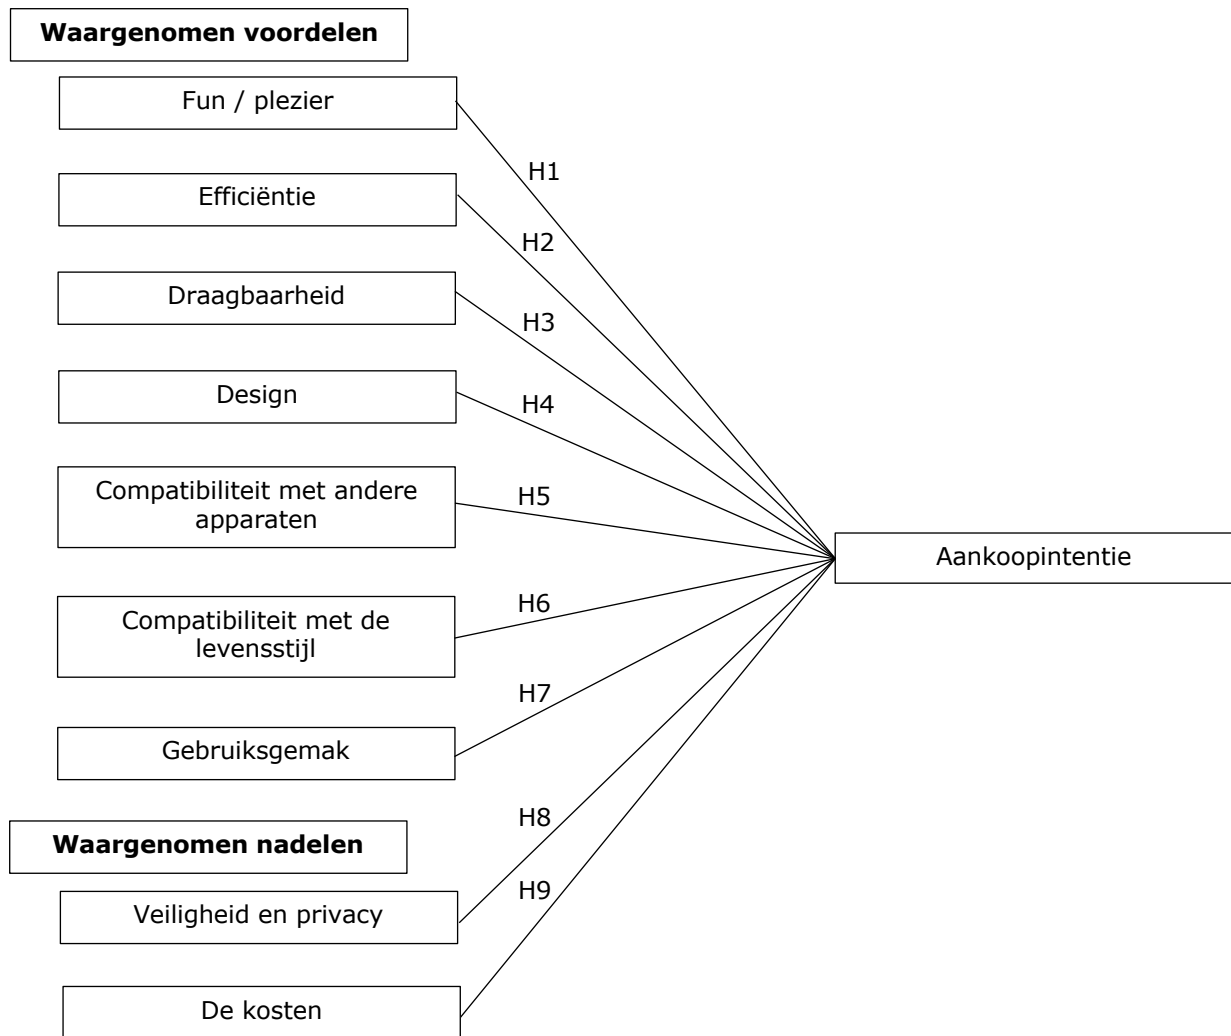 Waargenomen voordelen
Fun / plezier
H1
Efficiëntie
H2
Draagbaarheid
H3
Design
H4
Compatibiliteit met andere
apparaten
H5
Aankoopintentie
Compatibiliteit met de
levensstijl
H6
H7
Gebruiksgemak
H8
Waargenomen nadelen
H9
Veiligheid en privacy
De kosten